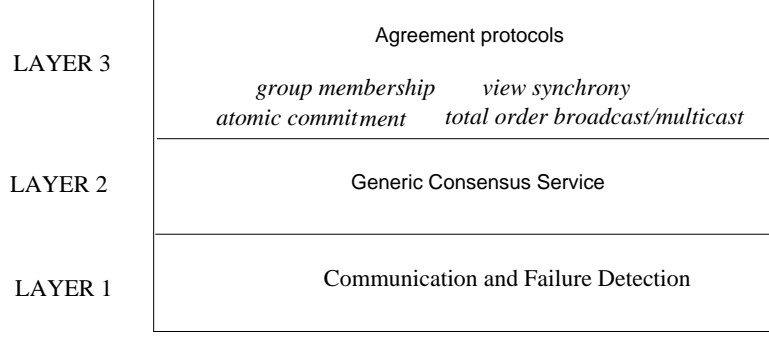 Agreement protocols
LAYER 3
group membership view synchrony
atomic commitment total order broadcast/multicast
LAYER 2 Generic Consensus Service
LAYER 1 Communication and Failure Detection